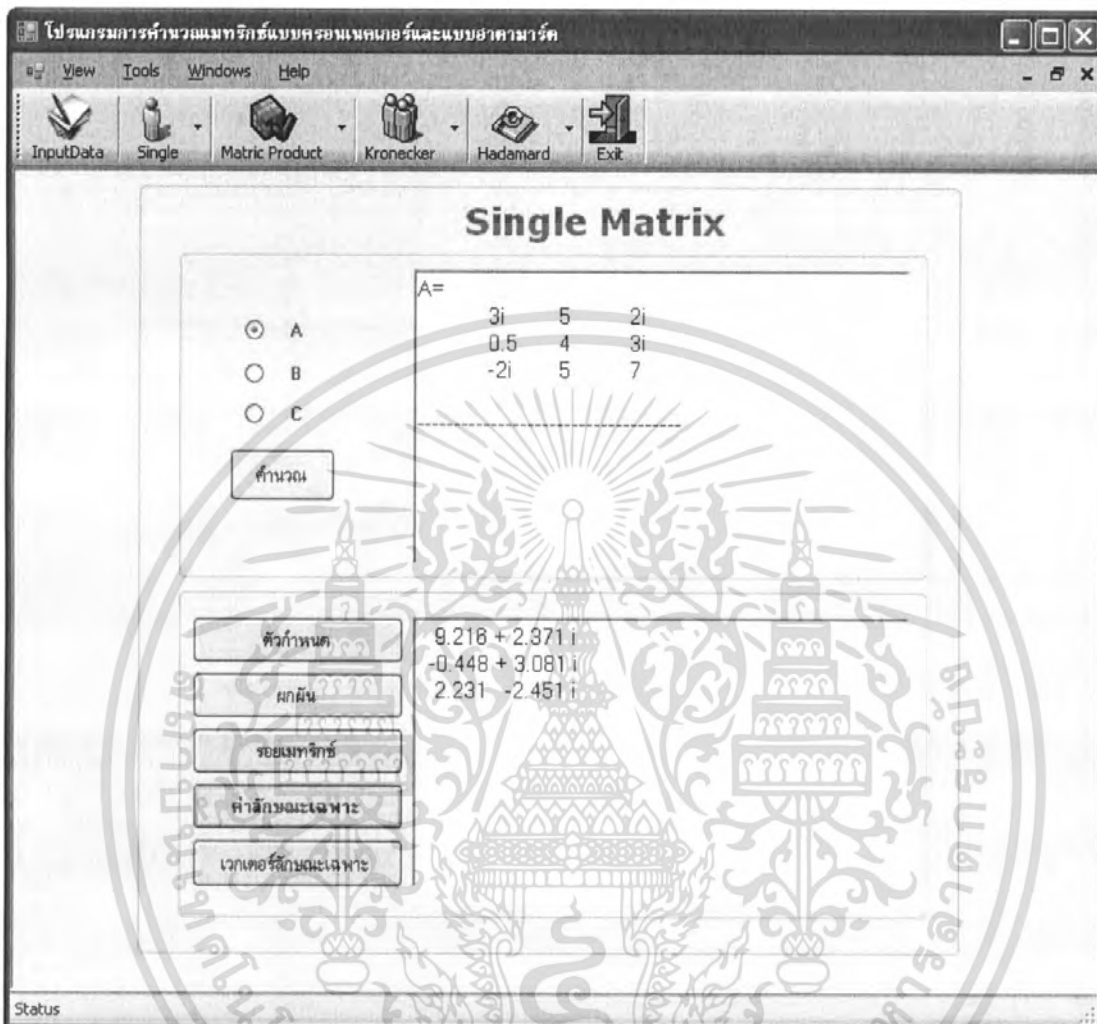 โปรแกรมการคำนวณเมทริกซ์แบบครอนเนคเกอร์และแบบฮาดามาร์ด
View Tools Windows Help
InputData Single Matric Product Kronecker Hadamard Exit
Single Matrix
A
B
C
คำนวณ
A=
3i 5 2i
0.5 4 3i
-2i 5 7
ตัวกำหนด
ผกผัน
รอยเมทริกซ์
ค่าลักษณะเฉพาะ
เวกเตอร์ลักษณะเฉพาะ
9.216 + 2.371 i
-0.448 + 3.081 i
2.231 -2.451 i
Status